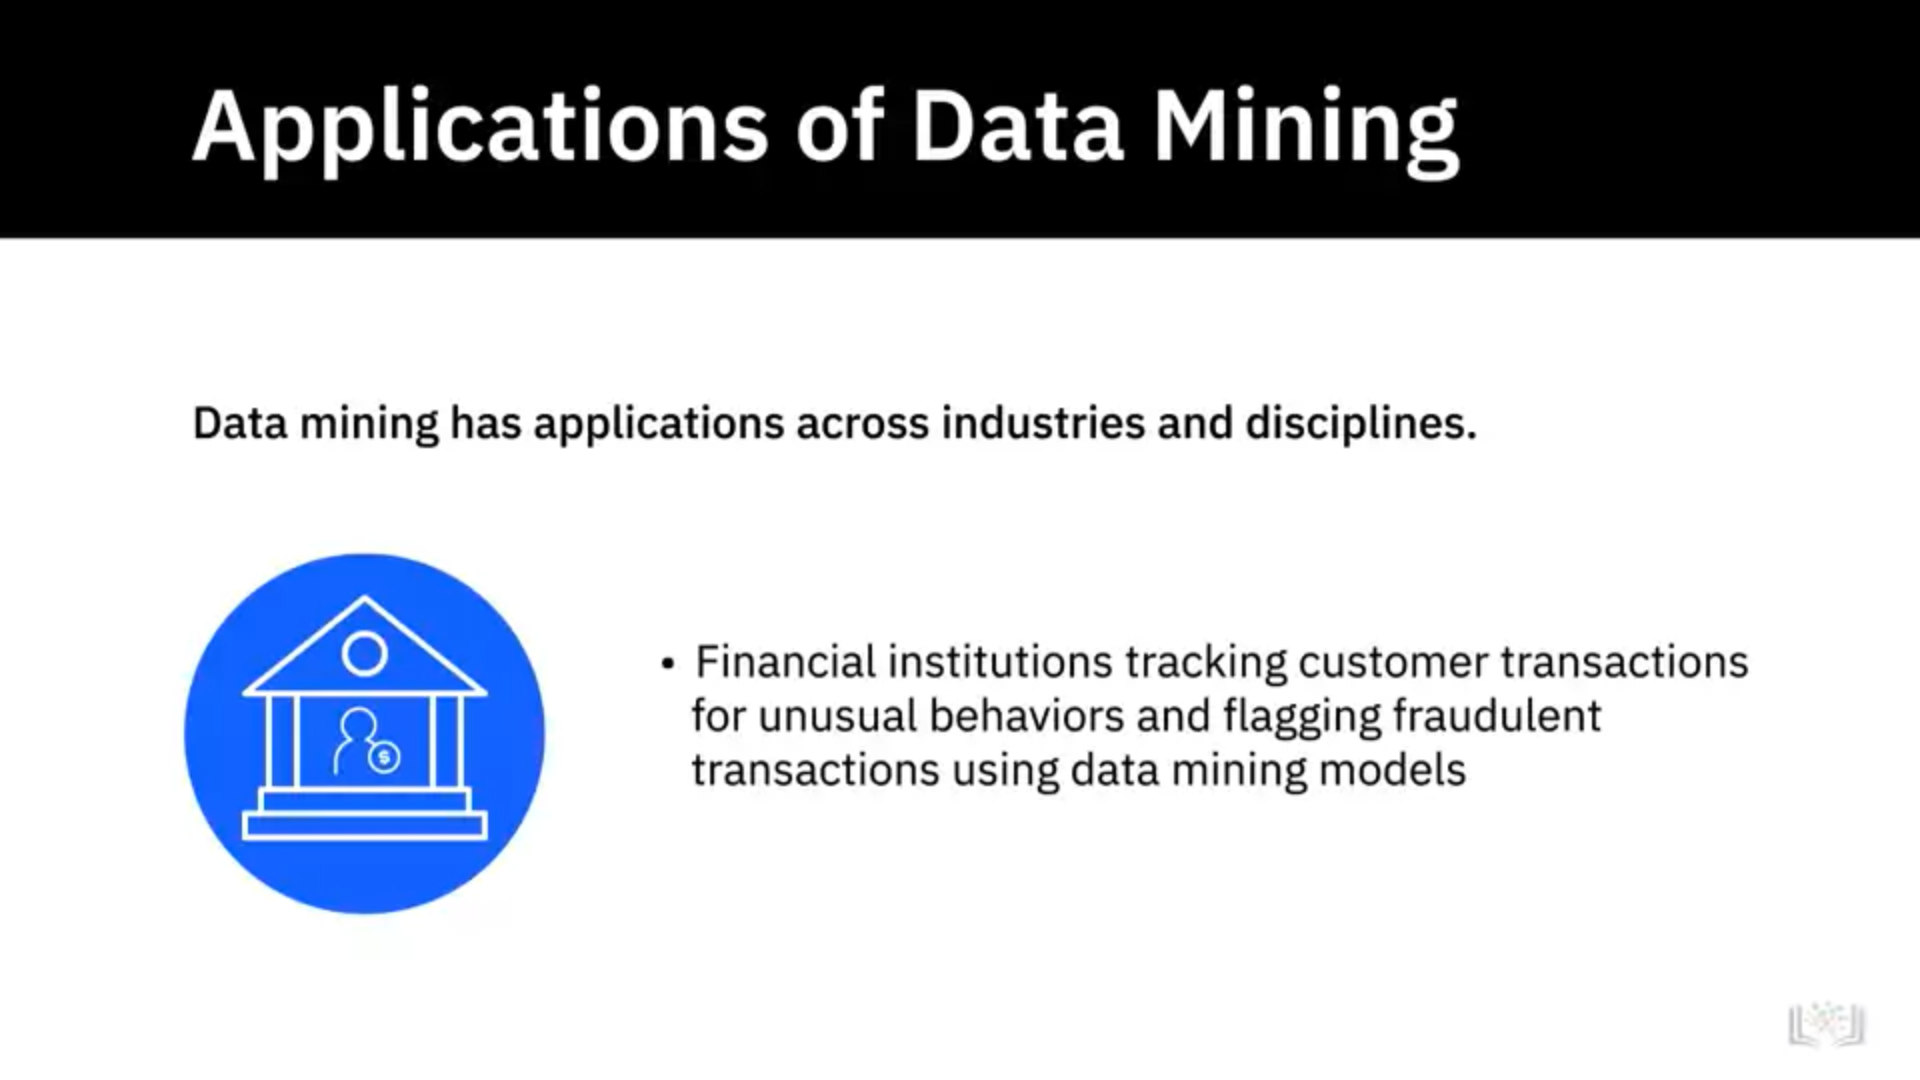 Applications of Data Mining
Data mining has applications across industries and disciplines.
$
• Financial institutions tracking customer transactions
for unusual behaviors and flagging fraudulent
transactions using data mining models